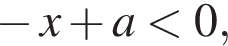 − x + a < 0,